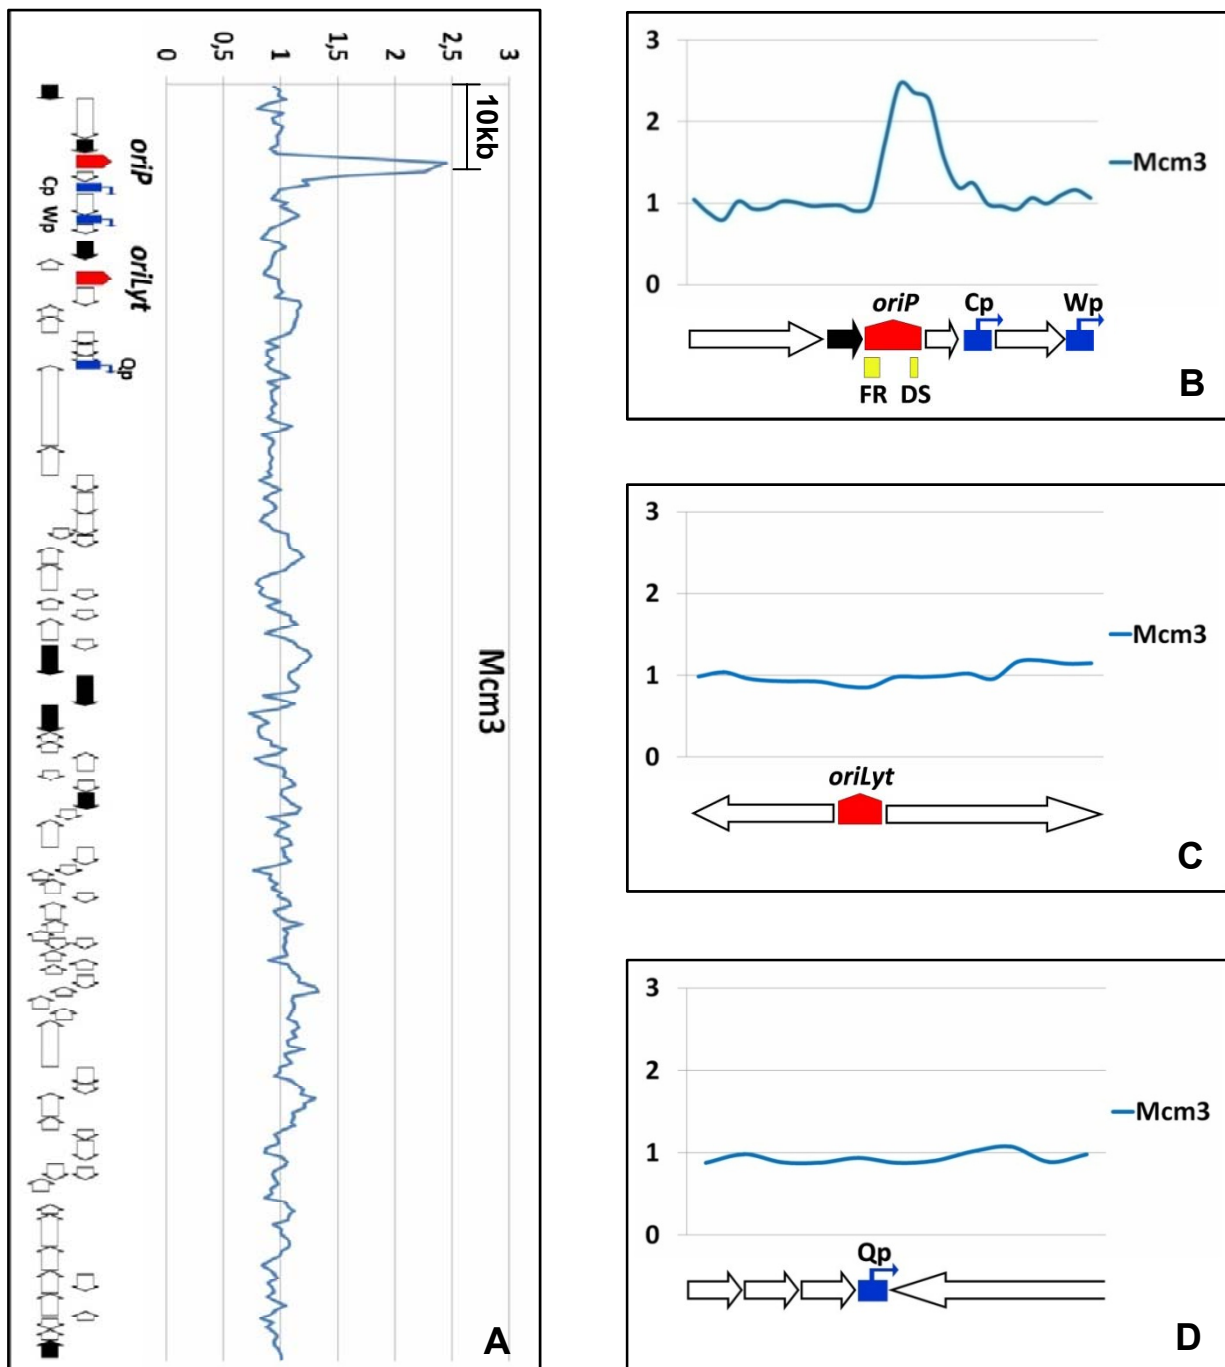 0 0,5 1 1,5 2 2,5 3
10kb
oriP
Cp Wp
oriLyt
Qp
Mcm3
A
3
2
1
0
Mcm3
oriP Cp Wp
FR DS
B
3
2
1
0
Mcm3
oriLyt
C
3
2
1
0
Mcm3
Qp
D